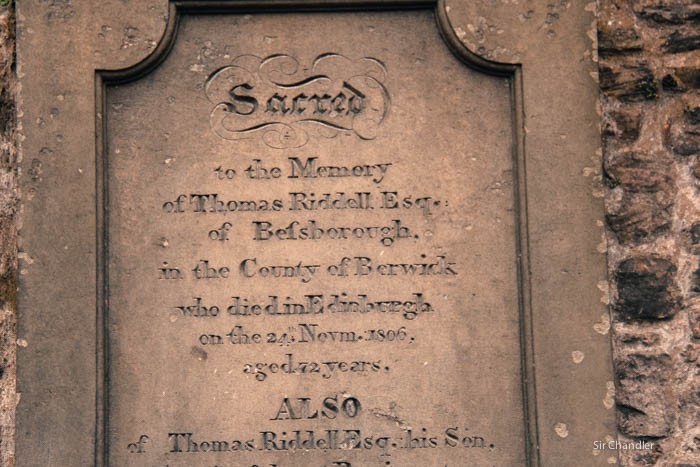 Sacred
to the Memory
of Thomas Riddell. Esq.
of Beſsborough.
in the County of Berwick
who died in Edinburgh
on the 24th Novm. 1806.
aged 72 years.
ALSO
of Thomas Riddell Esq. his Son.
Sir Chandler